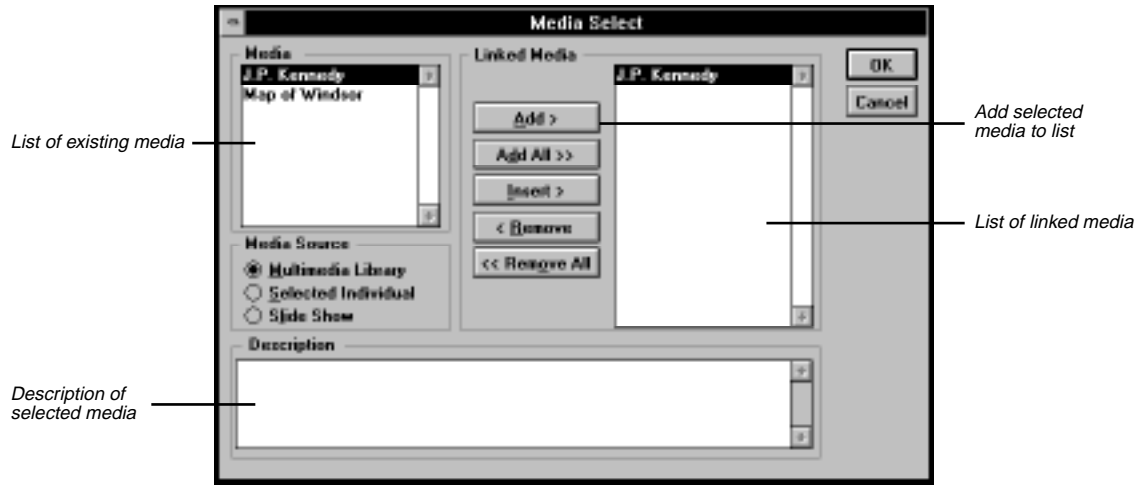 Media Select
Media
J.P. Kennedy
Map of Windsor
Linked Media
J.P. Kennedy
Add >
Add All >>
Insert >
< Remove
<< Remove All
OK
Cancel
Media Source
Multimedia Library
Selected Individual
Slide Show
Description
List of existing media
Description of
selected media
Add selected
media to list
List of linked media